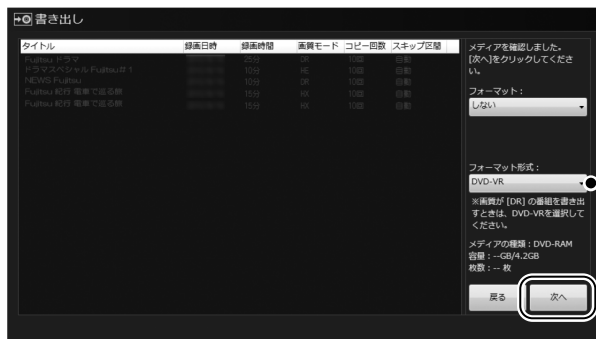 書き出し
タイトル 録画日時 録画時間 画質モード コピー回数 スキップ区間
Fujitsu ドラマ 25分 DR 10回 自動
ドラマスペシャル Fujitsu# 1 10分 HE 10回 自動
NEWS Fujitsu 10分 DR 10回 自動
Fujitsu 紀行 電車で巡る旅 15分 HX 10回 自動
Fujitsu 紀行 電車で巡る旅 15分 HX 10回 自動
メディアを確認しました。
[次へ]をクリックしてくださ
い。
フォーマット：
しない
フォーマット形式：
DVD-VR
※画質が [DR] の番組を書き出
すときは、DVD-VRを選択して
ください。
メディアの種類：DVD-RAM
容量：--GB/4.2GB
枚数：-- 枚
戻る 次へ